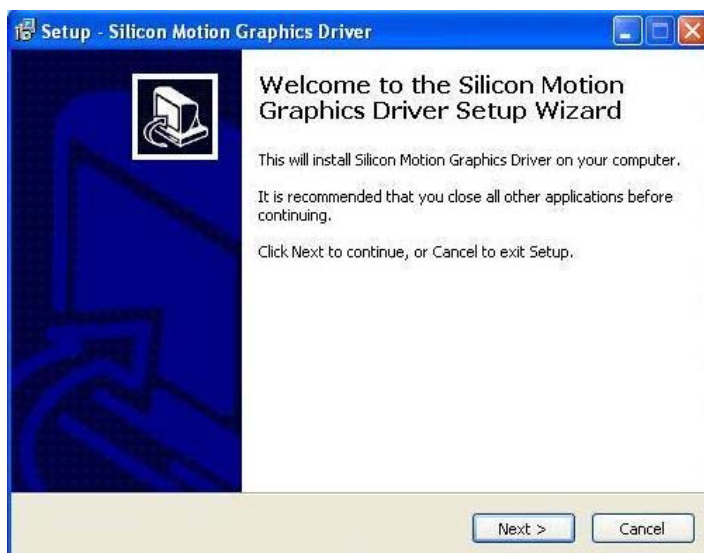 Setup - Silicon Motion Graphics Driver
Welcome to the Silicon Motion
Graphics Driver Setup Wizard
This will install Silicon Motion Graphics Driver on your computer.
It is recommended that you close all other applications before
continuing.
Click Next to continue, or Cancel to exit Setup.
Next >
Cancel